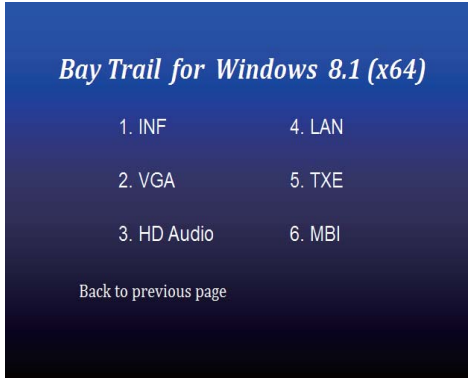 Bay Trail for Windows 8.1 (x64)
1. INF
2. VGA
3. HD Audio
4. LAN
5. TXE
6. MBI
Back to previous page